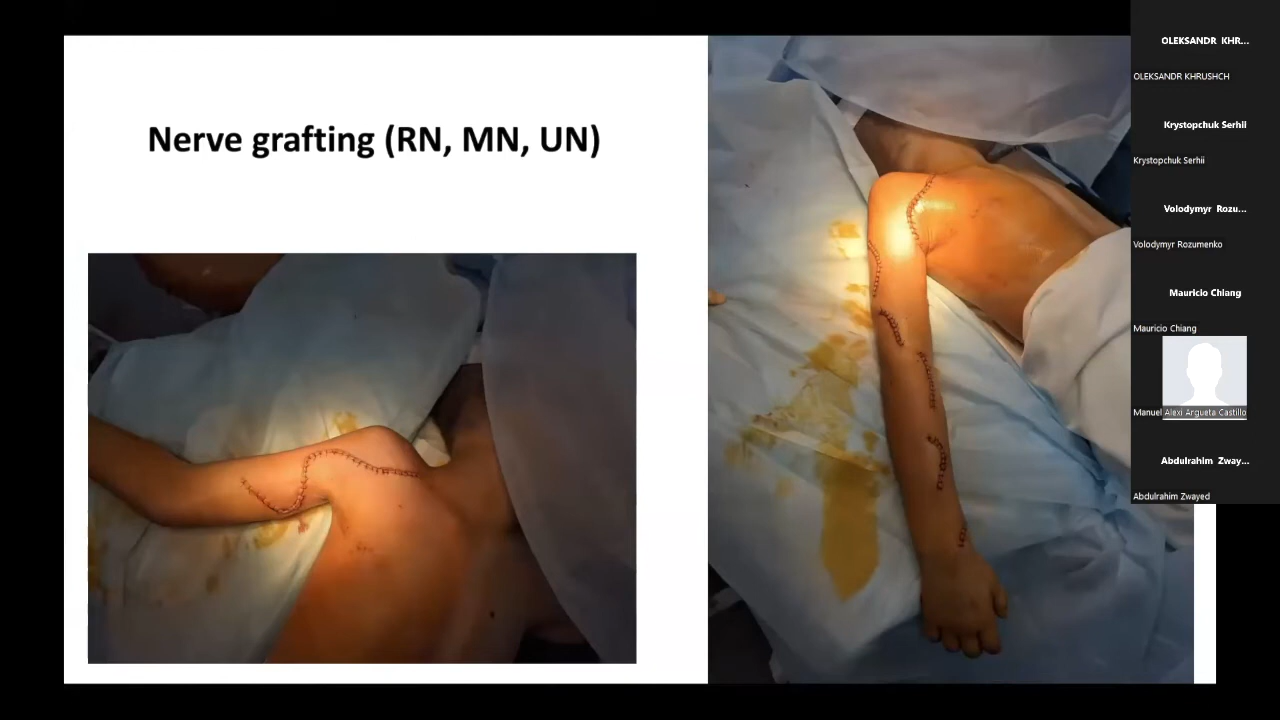 Nerve grafting (RN, MN, UN)
OLEKSANDR KHR...
OLEKSANDR KHRUSHCH
Krystopchuk Serhii
Krystopchuk Serhii
Volodymyr Rozu...
Volodymyr Rozumenko
Mauricio Chiang
Mauricio Chiang
Manuel Alexi Argueta Castillo
Abdulrahim Zway...
Abdulrahim Zwayed